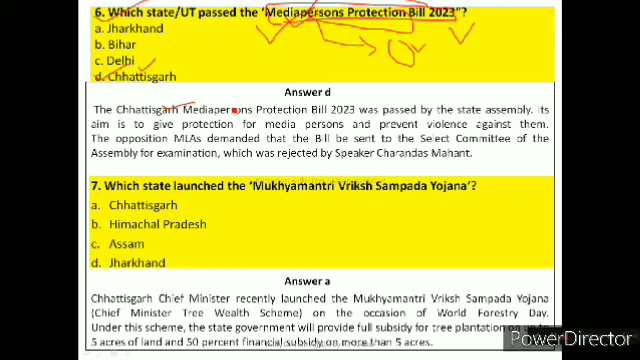 6. Which state/UT passed the ‘Mediapersons Protection Bill 2023”?
a. Jharkhand
b. Bihar
c. Delhi
d. Chhattisgarh
Answer d
The Chhattisgarh Mediapersons Protection Bill 2023 was passed by the state assembly. Its
aim is to give protection for media persons and prevent violence against them.
The opposition MLAs demanded that the Bill be sent to the Select Committee of the
Assembly for examination, which was rejected by Speaker Charandas Mahant.
7. Which state launched the ‘Mukhyamantri Vriksh Sampada Yojana’?
a. Chhattisgarh
b. Himachal Pradesh
c. Assam
d. Jharkhand
Answer a
Chhattisgarh Chief Minister recently launched the Mukhyamantri Vriksh Sampada Yojana
(Chief Minister Tree Wealth Scheme) on the occasion of World Forestry Day.
Under this scheme, the state government will provide full subsidy for tree plantation on up to
5 acres of land and 50 percent financial subsidy on more than 5 acres.
PowerDirector